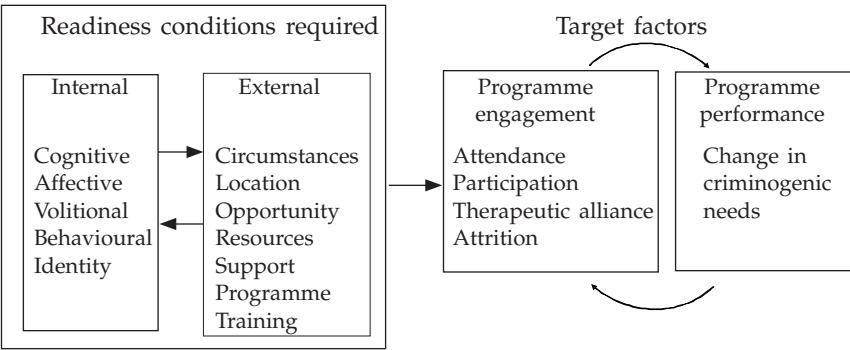 Readiness conditions required
Internal
Cognitive
Affective
Volitional
Behavioural
Identity
External
Circumstances
Location
Opportunity
Resources
Support
Programme
Training
Target factors
Programme
engagement
Attendance
Participation
Therapeutic alliance
Attrition
Programme
performance
Change in
criminogenic
needs